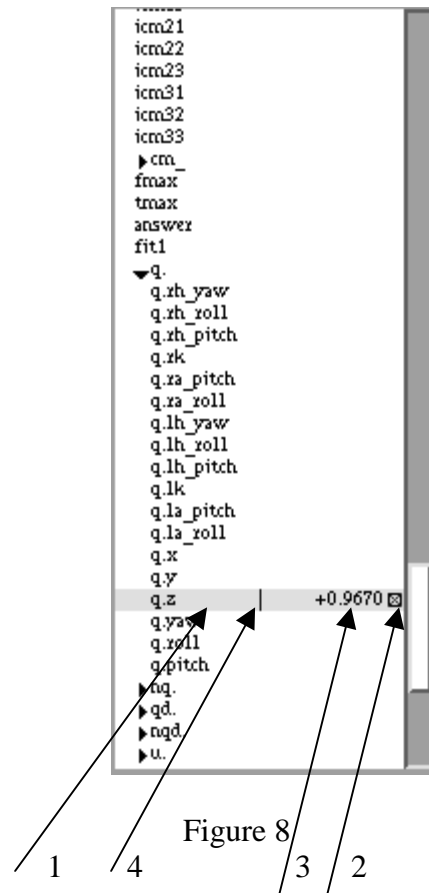 icm21
icm22
icm23
icm31
icm32
icm33
cm_
fmax
tmax
answer
fit1
q.
q.rh_yaw
q.rh_roll
q.rh_pitch
q.rk
q.ra_pitch
q.ra_roll
q.lh_yaw
q.lh_roll
q.lh_pitch
q.lk
q.la_pitch
q.la_roll
q.x
q.y
q.z +0.9670
q.yaw
q.roll
q.pitch
nq.
qd.
nqd.
u.
Figure 8
1 4 3 2